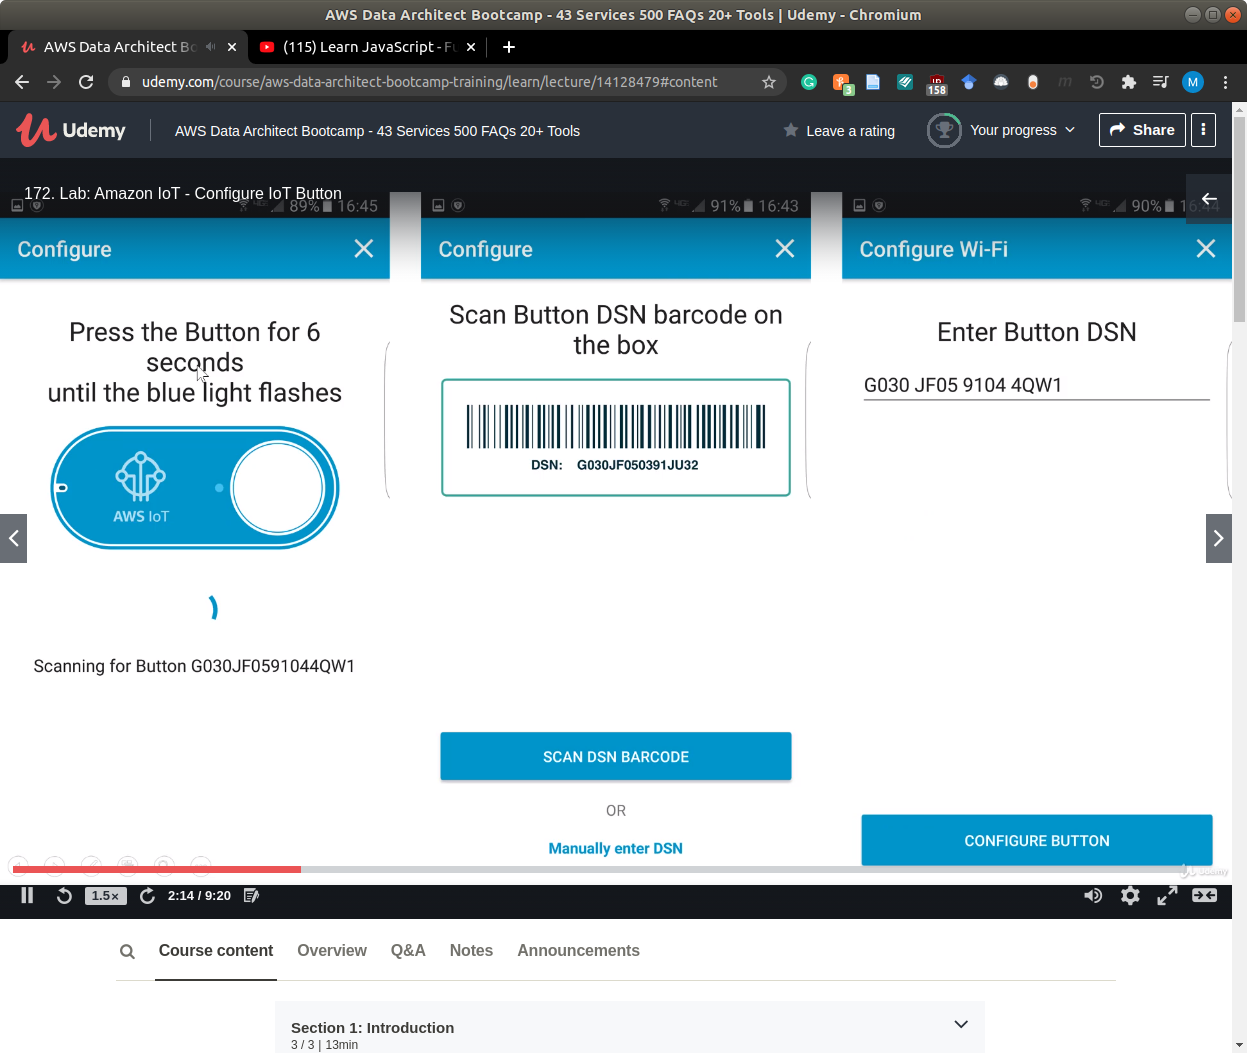 AWS Data Architect Bootcamp - 43 Services 500 FAQs 20+ Tools | Udemy - Chromium
AWS Data Architect Bo
(115) Learn JavaScript - Fu
udemy.com/course/aws-data-architect-bootcamp-training/learn/lecture/14128479#content
3
158
M
Udemy
AWS Data Architect Bootcamp - 43 Services 500 FAQs 20+ Tools
Leave a rating
Your progress
Share
172. Lab: Amazon IoT - Configure IoT Button
89% 16:45
91% 16:43
90% 16:44
Configure
Configure
Configure Wi-Fi
Press the Button for 6
seconds
until the blue light flashes
AWS IoT
Scanning for Button G030JF0591044QW1
Scan Button DSN barcode on
the box
DSN: G030JF050391JU32
SCAN DSN BARCODE
OR
Manually enter DSN
Enter Button DSN
G030 JF05 9104 4QW1
CONFIGURE BUTTON
Udemy
1.5×
2:14 / 9:20
Course content
Overview
Q&A
Notes
Announcements
Section 1: Introduction
3 / 3 | 13min